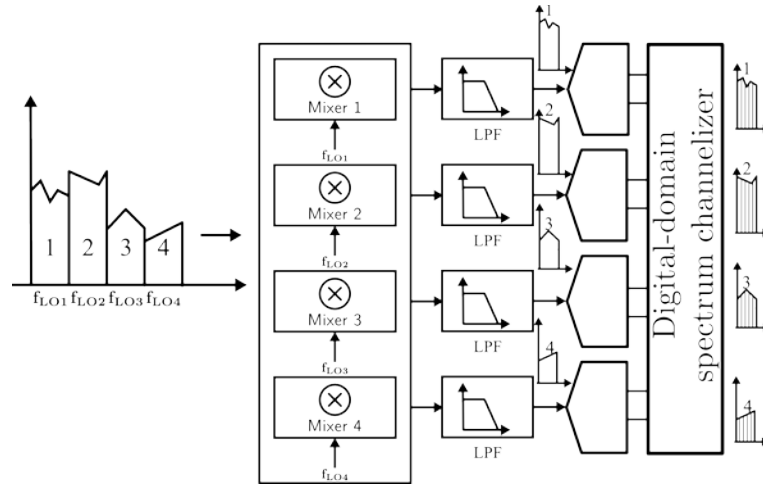 1 2 3 4
fLO1 fLO2 fLO3 fLO4
Mixer 1
fLO1
Mixer 2
fLO2
Mixer 3
fLO3
Mixer 4
fLO4
LPF
LPF
LPF
LPF
1
2
3
4
Digital-domain
spectrum channelizer
1
2
3
4